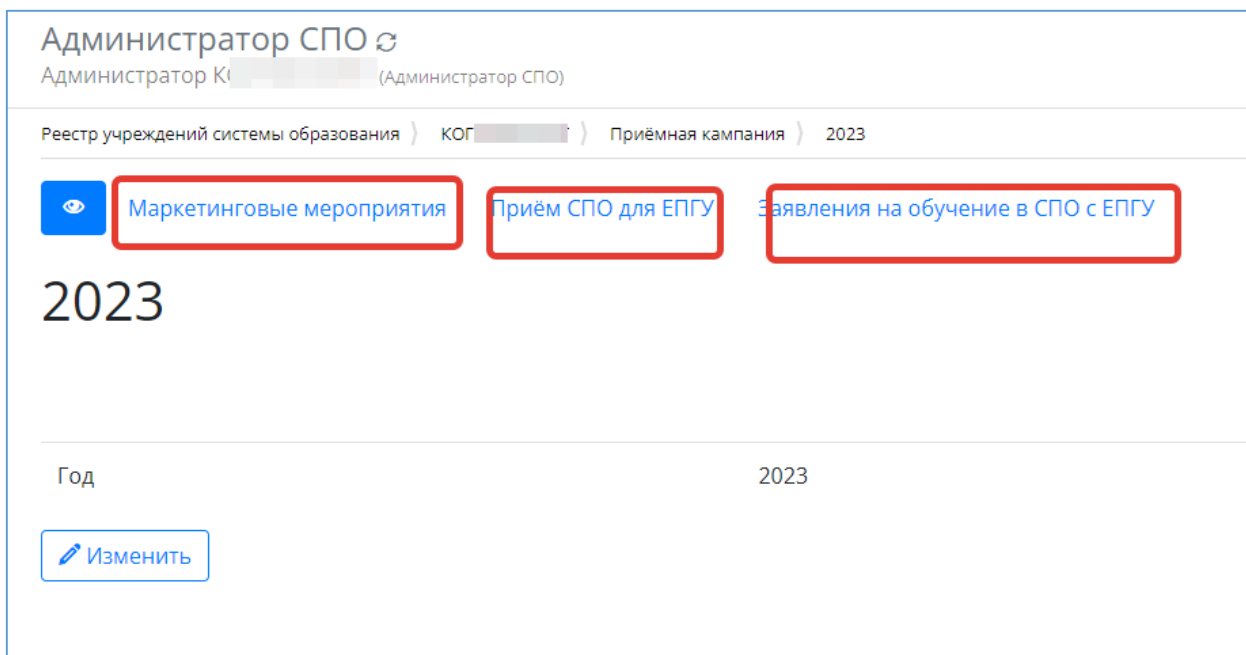 Администратор СПО
Администратор (Администратор СПО)
Реестр учреждений системы образования КОГ Приёмная кампания 2023
Маркетинговые мероприятия Приём СПО для ЕПГУ Заявления на обучение в СПО с ЕПГУ
2023
Год 2023
Изменить